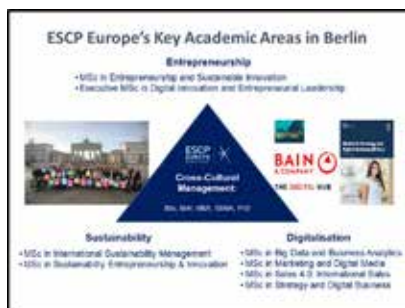 ESCP Europe's Key Academic Areas in Berlin
Entrepreneurship
•MSc in Entrepreneurship and Sustainable Innovation
•Executive MSc in Digital Innovation and Entrepreneurial Leadership
ESCP
EUROPE
Cross-Cultural
Management:
BAIN
& COMPANY
THE DIGITAL HUB
Sustainability
•MSc in International Sustainability Management
•MSc in Sustainability, Entrepreneurship & Innovation
Digitalisation
•MSc in Big Data and Business Analytics
•MSc in Marketing and Digital Media
•MSc in Sales 4.0: International Sales
•MSc in Strategy and Digital Business